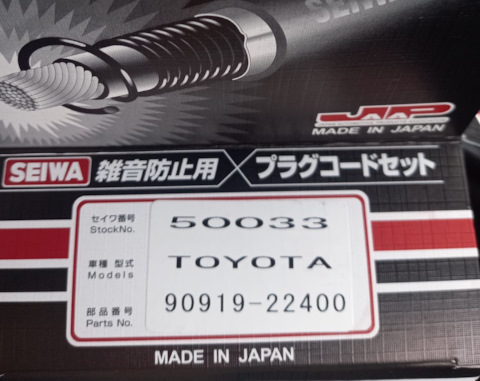 SEIWA
JP
MADE IN JAPAN
SEIWA 雑音防止用 プラグコードセット
セイワ番号 50033
StockNo.
車種 型式 TOYOTA
Models
部品番号 90919-22400
Parts No.
MADE IN JAPAN